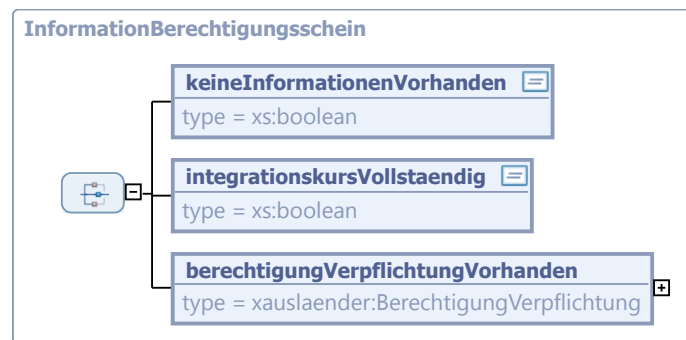 InformationBerechtigungsschein
keineInformationenVorhanden
type = xs:boolean
integrationskursVollstaendig
type = xs:boolean
berechtigungVerpflichtungVorhanden
type = xauslaender:BerechtigungVerpflichtung